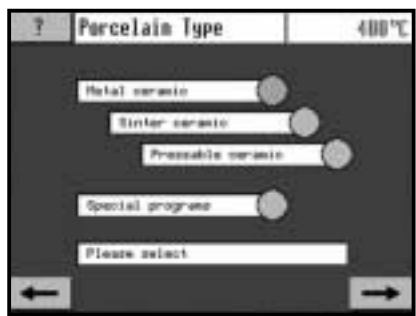 ? Porcelain Type 400°C
Metal ceramic
Sinter ceramic
Pressable ceramic
Special programs
Please select